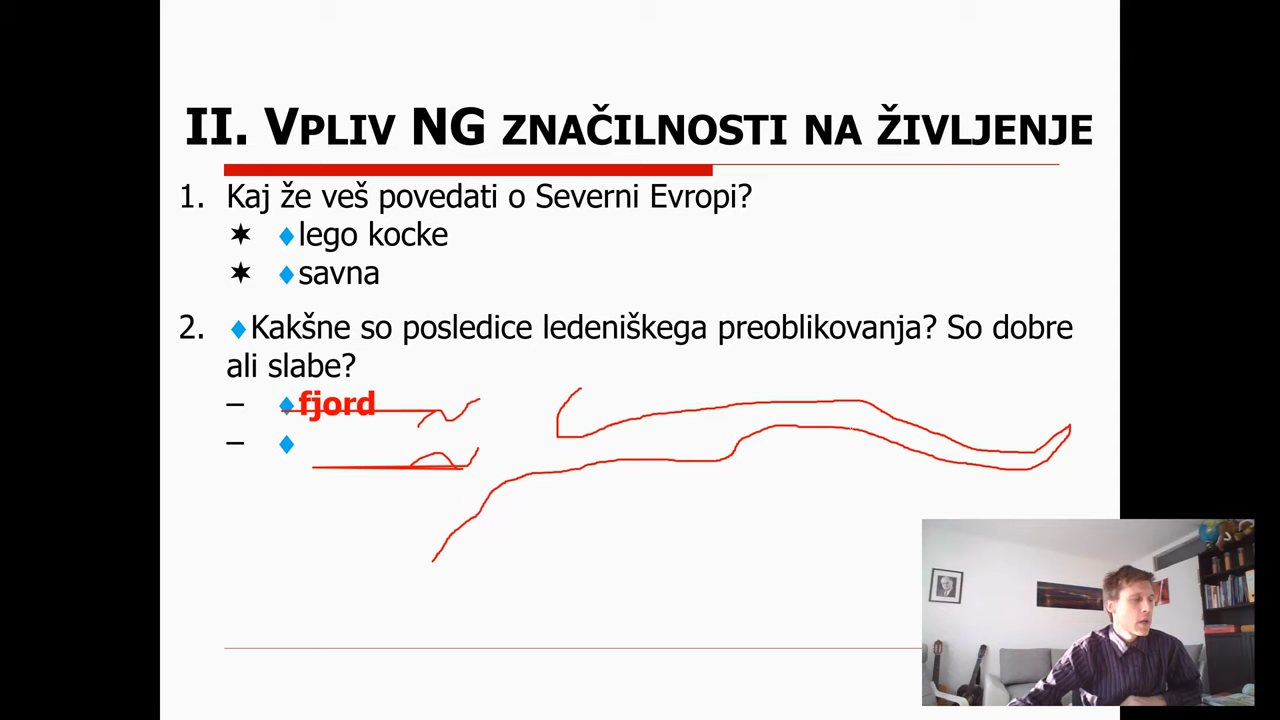 II. VPLIV NG ZNAČILNOSTI NA ŽIVLJENJE
1. Kaj že veš povedati o Severni Evropi?
✶ ♦lego kocke
✶ ♦savna
2. ♦Kakšne so posledice ledeniškega preoblikovanja? So dobre
ali slabe?
– ♦fjord
– ♦